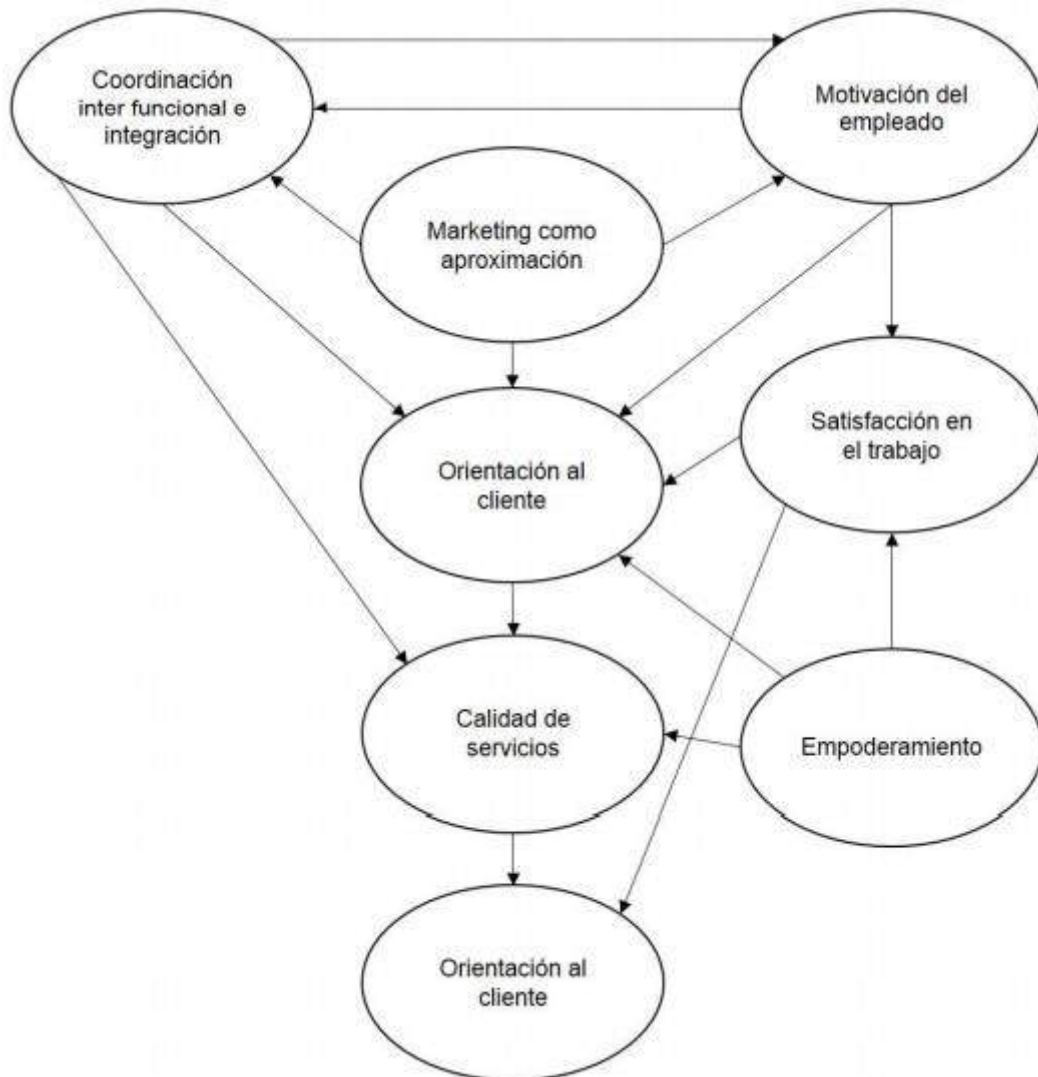 Coordinación
inter funcional e
integración
Motivación del
empleado
Marketing como
aproximación
Orientación al
cliente
Satisfacción en
el trabajo
Calidad de
servicios
Empoderamiento
Orientación al
cliente